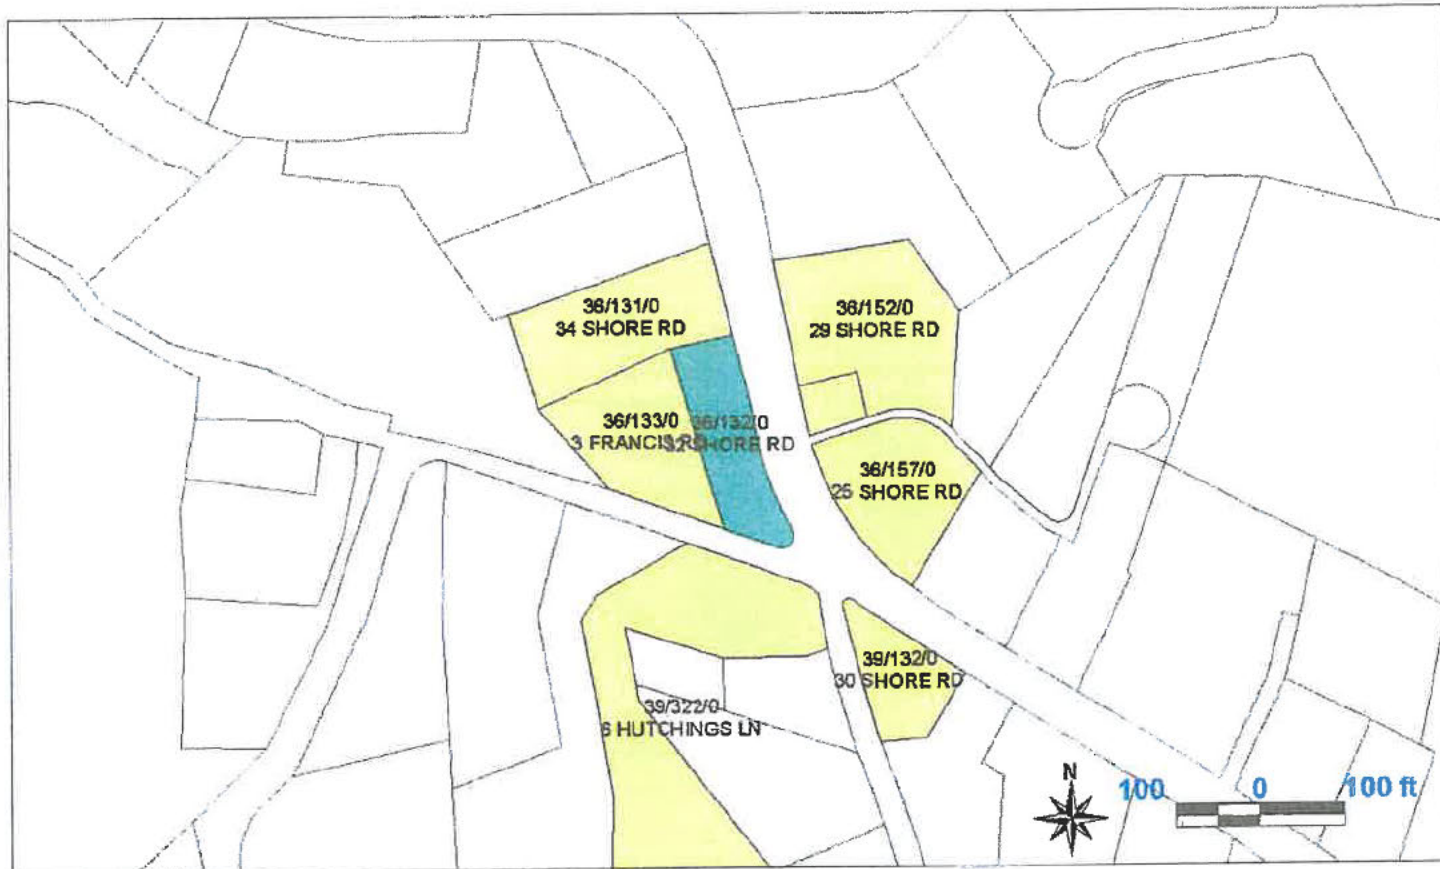 36/131/0
34 SHORE RD
36/152/0
29 SHORE RD
36/133/0
3 FRANCIS RD
36/132/0
32 SHORE RD
36/157/0
25 SHORE RD
39/132/0
30 SHORE RD
39/322/0
6 HUTCHINGS LN
N
100 0 100 ft